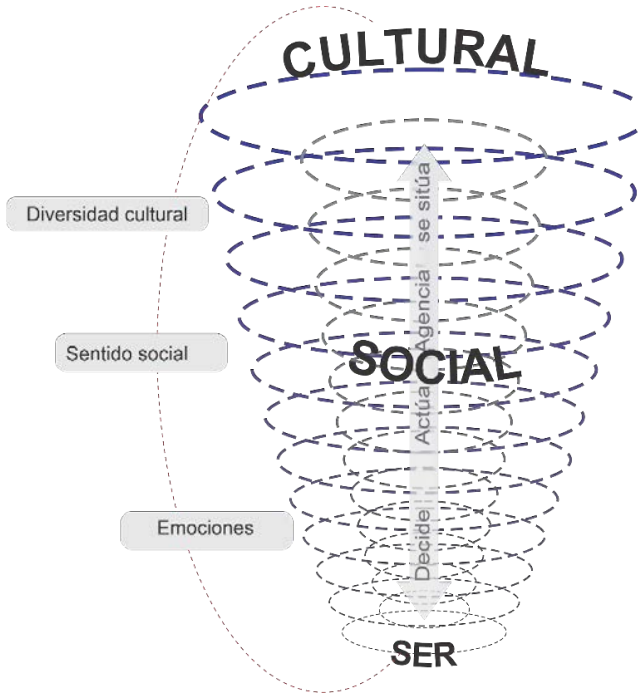 CULTURAL
se sitúa
Diversidad cultural
Agencia
Sentido social
SOCIAL
Actúa
Emociones
Decide
SER